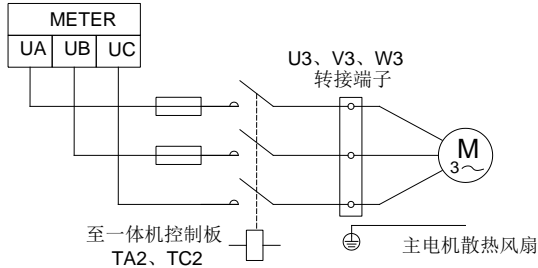 METER
UA UB UC
U3、V3、W3
转接端子
M
3~
至一体机控制板
TA2、TC2
主电机散热风扇